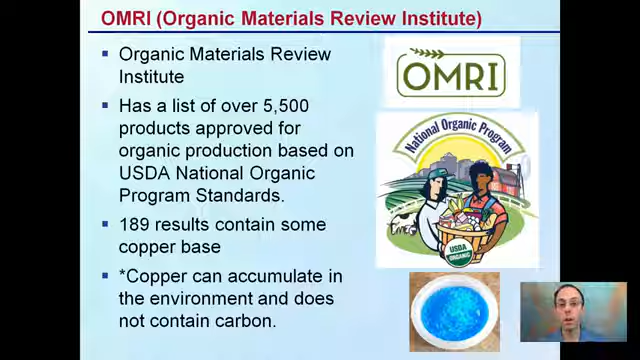 OMRI (Organic Materials Review Institute)
Organic Materials Review
Institute
Has a list of over 5,500
products approved for
organic production based on
USDA National Organic
Program Standards.
189 results contain some
copper base
*Copper can accumulate in
the environment and does
not contain carbon.
OMRI
National Organic Program
USDA
ORGANIC